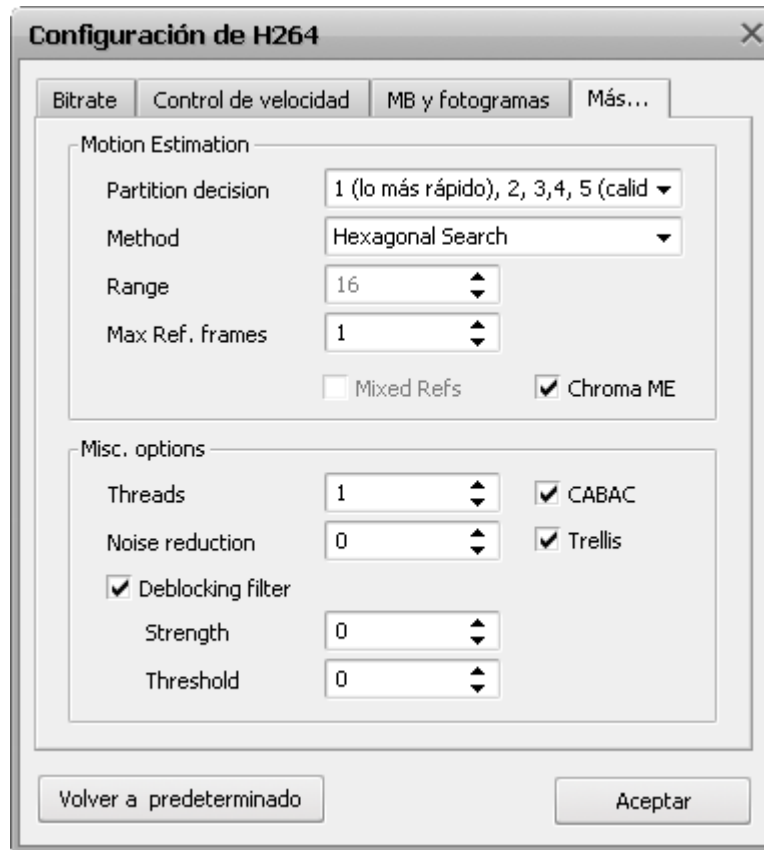 Configuración de H264
Bitrate Control de velocidad MB y fotogramas Más...
Motion Estimation
Partition decision 1 (lo más rápido), 2, 3,4, 5 (calid
Method Hexagonal Search
Range 16
Max Ref. frames 1
Mixed Refs Chroma ME
Misc. options
Threads 1 CABAC
Noise reduction 0 Trellis
Deblocking filter
Strength 0
Threshold 0
Volver a predeterminado Aceptar